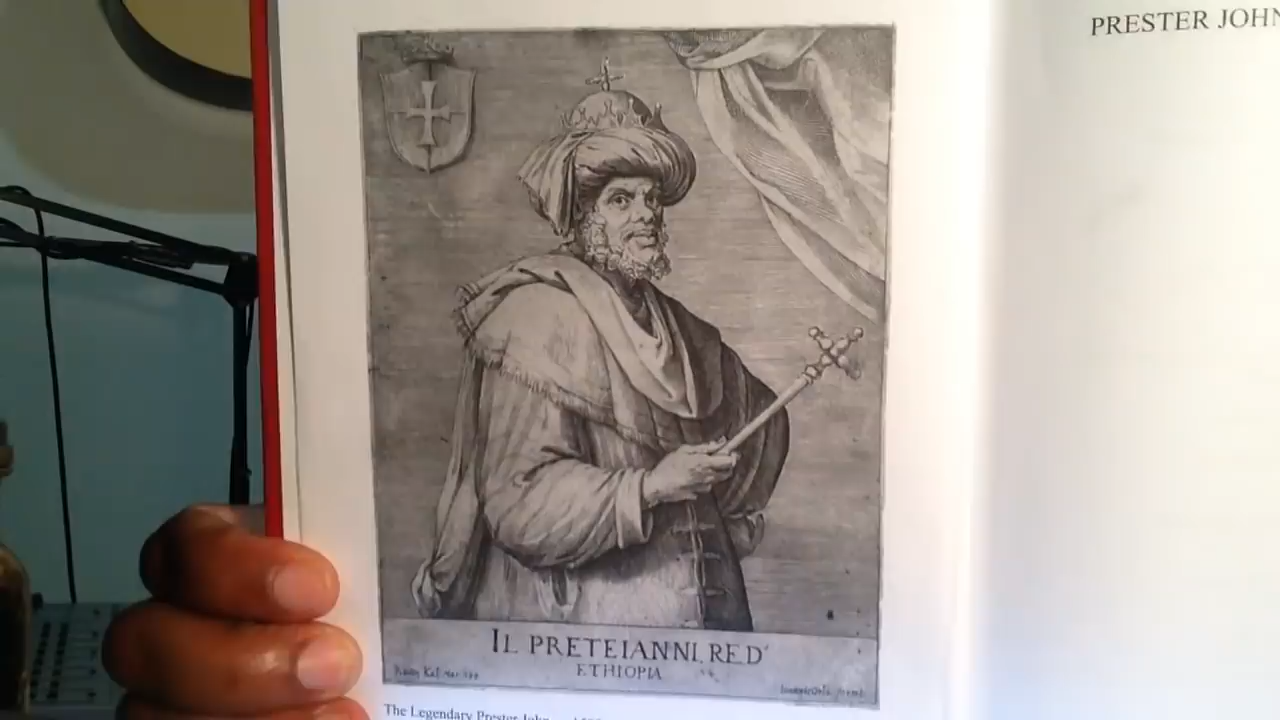 PRESTER JOHN
IL PRETEIANNI, RE D'
ETHIOPIA
The Legendary Prester John